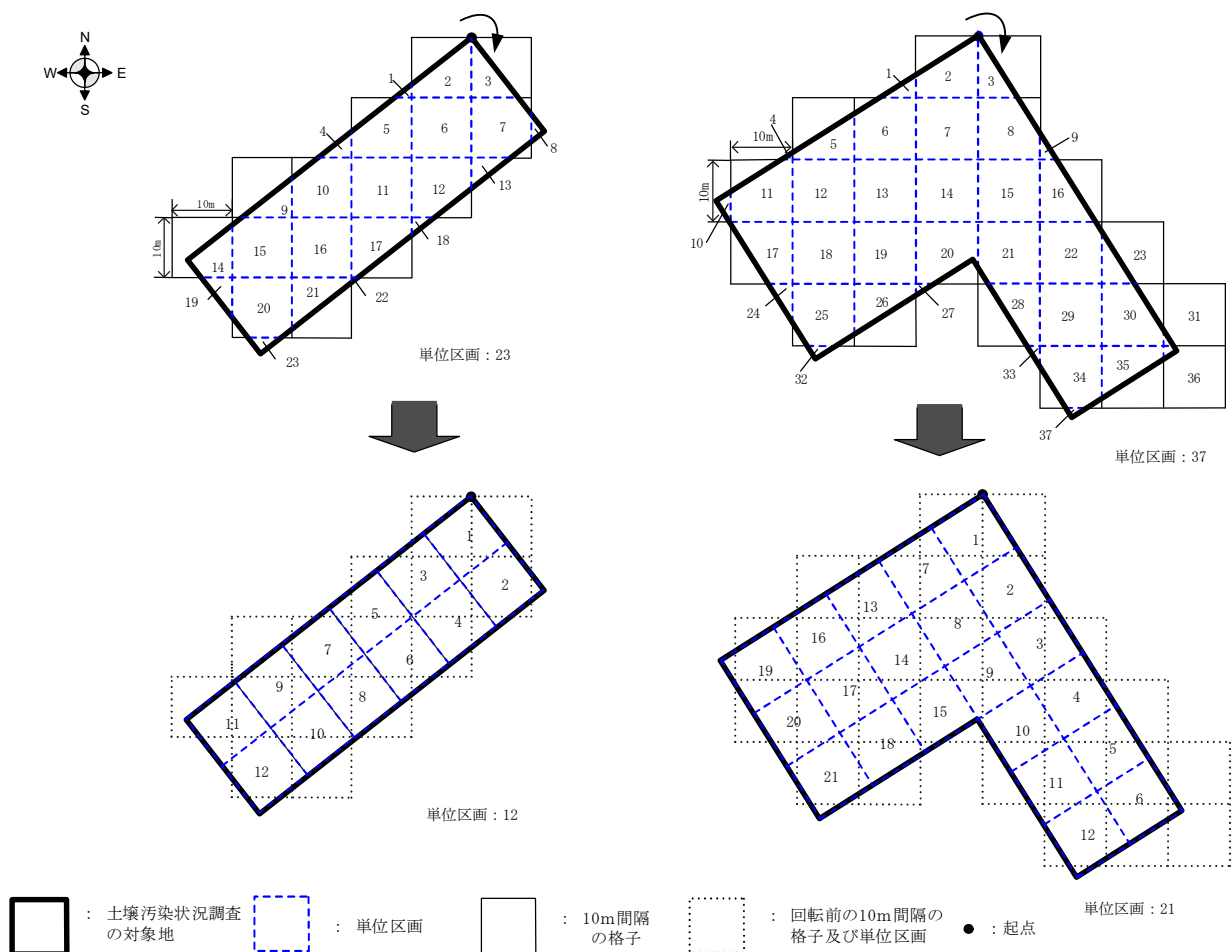 N
W E
S
1 2 3
4 5 6 7 8
9 10 11 12 13
10m
10m
14 15 16 17 18
19 20 21 22
23
単位区画：23
1 2 3
4 5 6 7 8 9
10m
10m
10 11 12 13 14 15 16
17 18 19 20 21 22 23
24 25 26 27 28 29 30 31
32 33 34 35 36
37
単位区画：37
1
2
3
4
5
6
7
8
9
10
11
12
単位区画：12
1
2
3
4
5
6
7
8
9
10
11
12
13
14
15
16
17
18
19
20
21
単位区画：21
：土壌汚染状況調査
の対象地
：単位区画
：10m間隔
の格子
：回転前の10m間隔の
格子及び単位区画
：起点